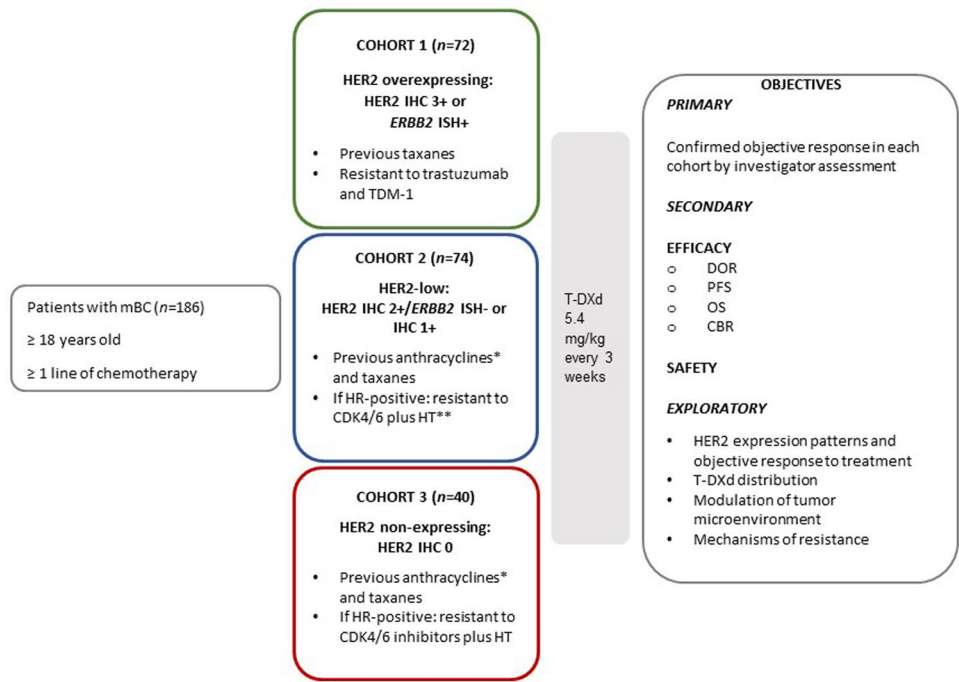 Patients with mBC (n=186)
≥ 18 years old
≥ 1 line of chemotherapy
COHORT 1 (n=72)
HER2 overexpressing:
HER2 IHC 3+ or
ERBB2 ISH+
• Previous taxanes
• Resistant to trastuzumab
and TDM-1
COHORT 2 (n=74)
HER2-low:
HER2 IHC 2+/ERBB2 ISH- or
IHC 1+
• Previous anthracyclines*
and taxanes
• If HR-positive: resistant to
CDK4/6 plus HT**
COHORT 3 (n=40)
HER2 non-expressing:
HER2 IHC 0
• Previous anthracyclines*
and taxanes
• If HR-positive: resistant to
CDK4/6 inhibitors plus HT
T-DXd
5.4
mg/kg
every 3
weeks
OBJECTIVES
PRIMARY
Confirmed objective response in each
cohort by investigator assessment
SECONDARY
EFFICACY
o DOR
o PFS
o OS
o CBR
SAFETY
EXPLORATORY
• HER2 expression patterns and
objective response to treatment
• T-DXd distribution
• Modulation of tumor
microenvironment
• Mechanisms of resistance